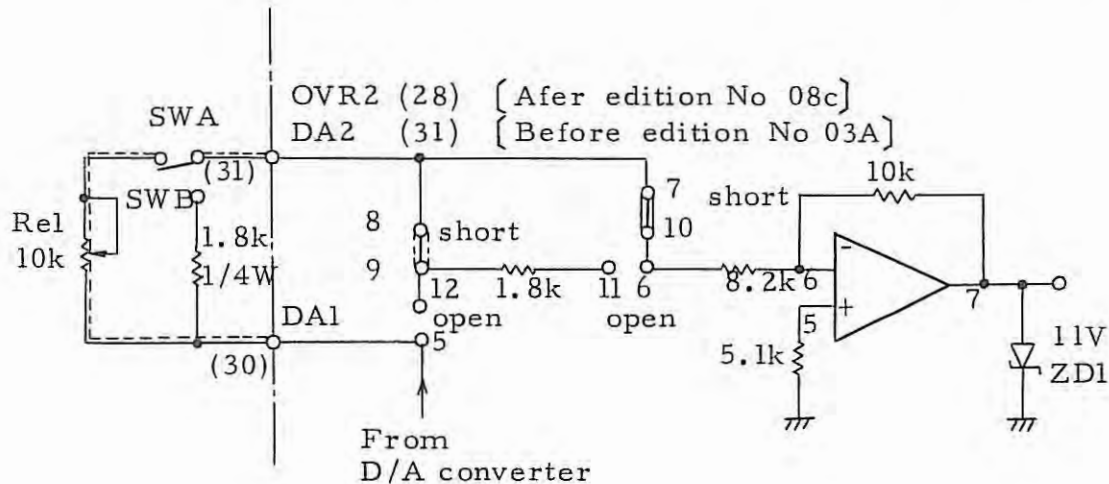 OVR2 (28) [Afer edition No 08c]
DA2 (31) [Before edition No 03A]
SWA
(31)
SWB
Rel
10k
1.8k
1/4W
DA1
(30)
8
short
9
12
open
5
1.8k
11
6
open
7
10
short
8.2k
10k
6
-
+
5
7
5.1k
11V
ZD1
From
D/A converter